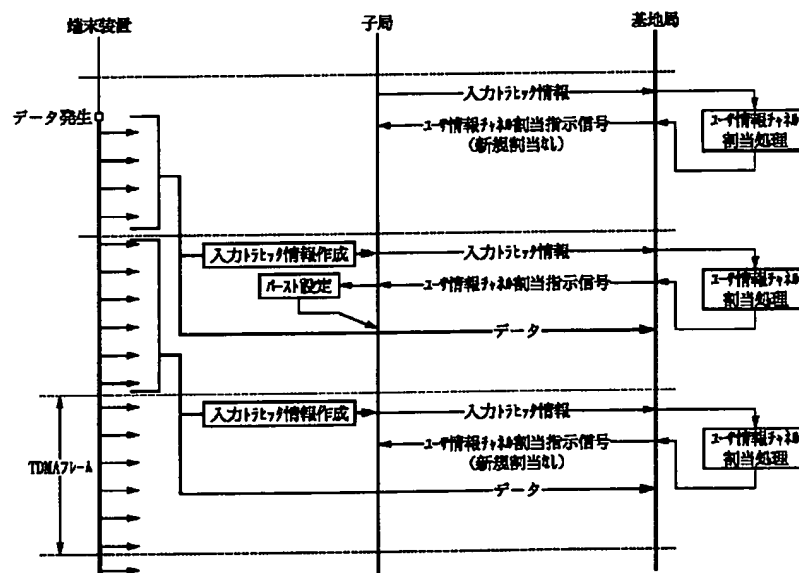 端末装置
子局
基地局
データ発生
入力トラヒック情報
ユーザ情報チャネル割当指示信号
(新規割当なし)
ユーザ情報チャネル
割当処理
入力トラヒック情報作成
入力トラヒック情報
バースト設定
ユーザ情報チャネル割当指示信号
ユーザ情報チャネル
割当処理
データ
入力トラヒック情報作成
入力トラヒック情報
TDMAフレーム
ユーザ情報チャネル割当指示信号
(新規割当なし)
ユーザ情報チャネル
割当処理
データ